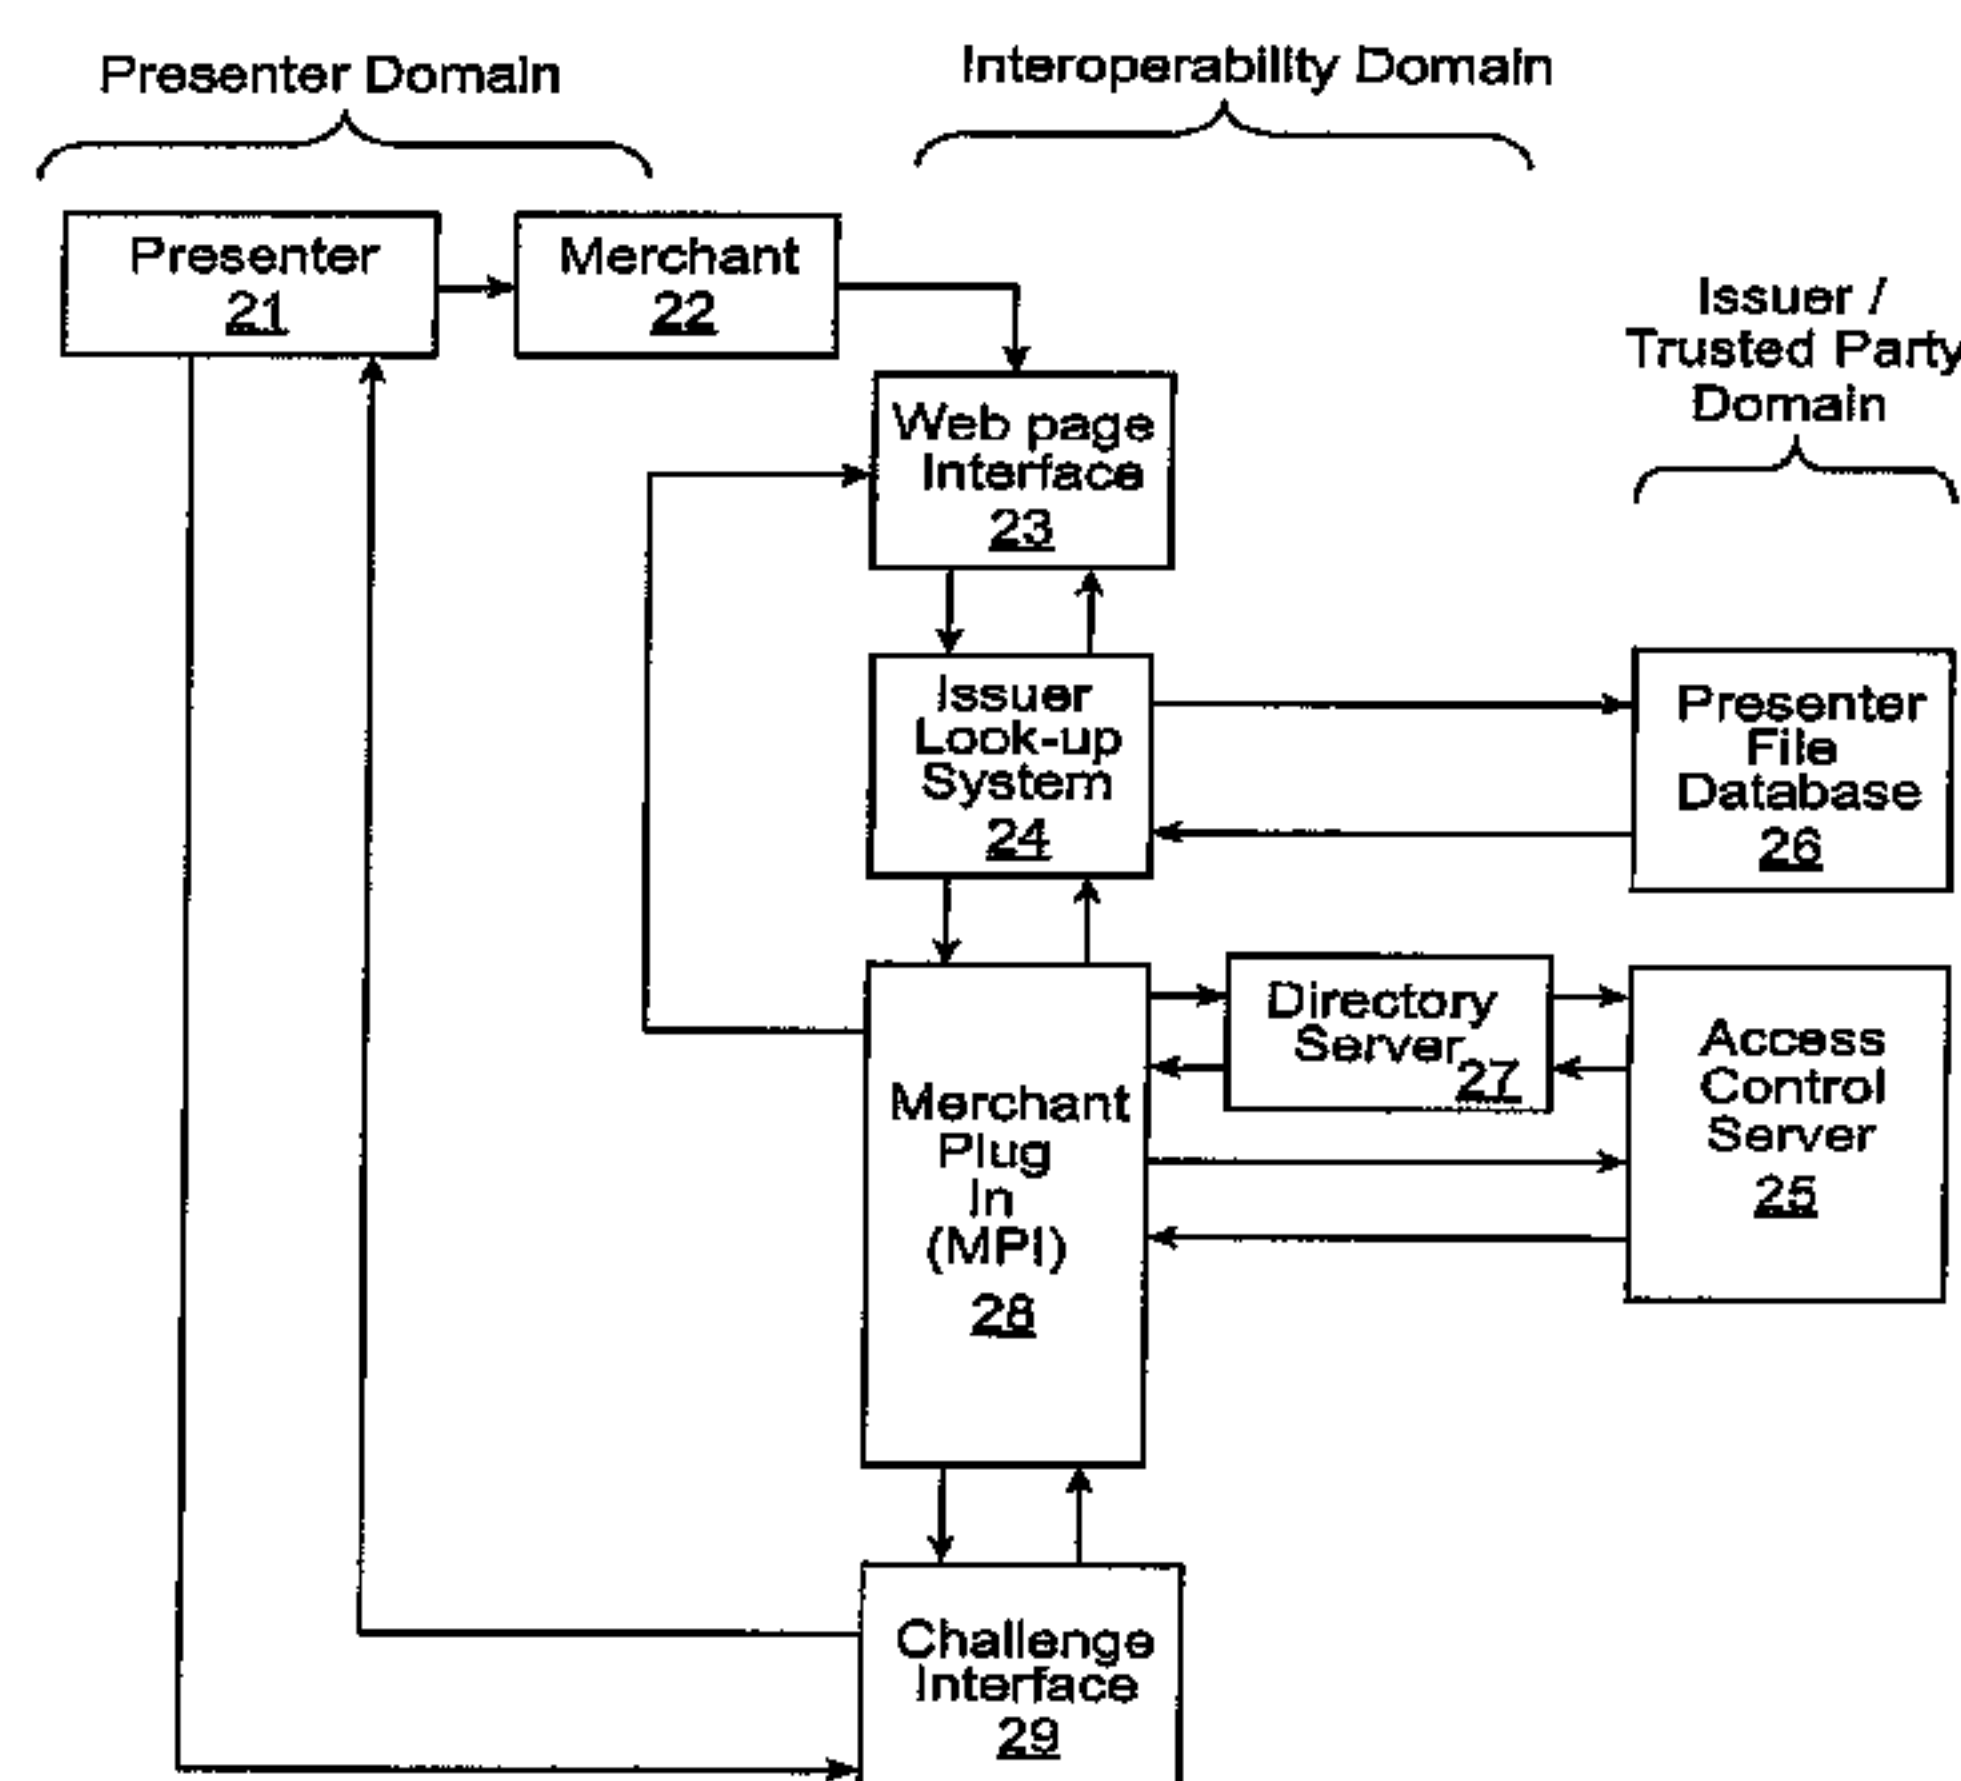 Presenter Domain
Interoperability Domain
Presenter
21
Merchant
22
Issuer /
Trusted Party
Domain
Web page
Interface
23
Issuer
Look-up
System
24
Presenter
File
Database
26
Directory
Server
27
Access
Control
Server
25
Merchant
Plug
In
(MPI)
28
Challenge
Interface
29